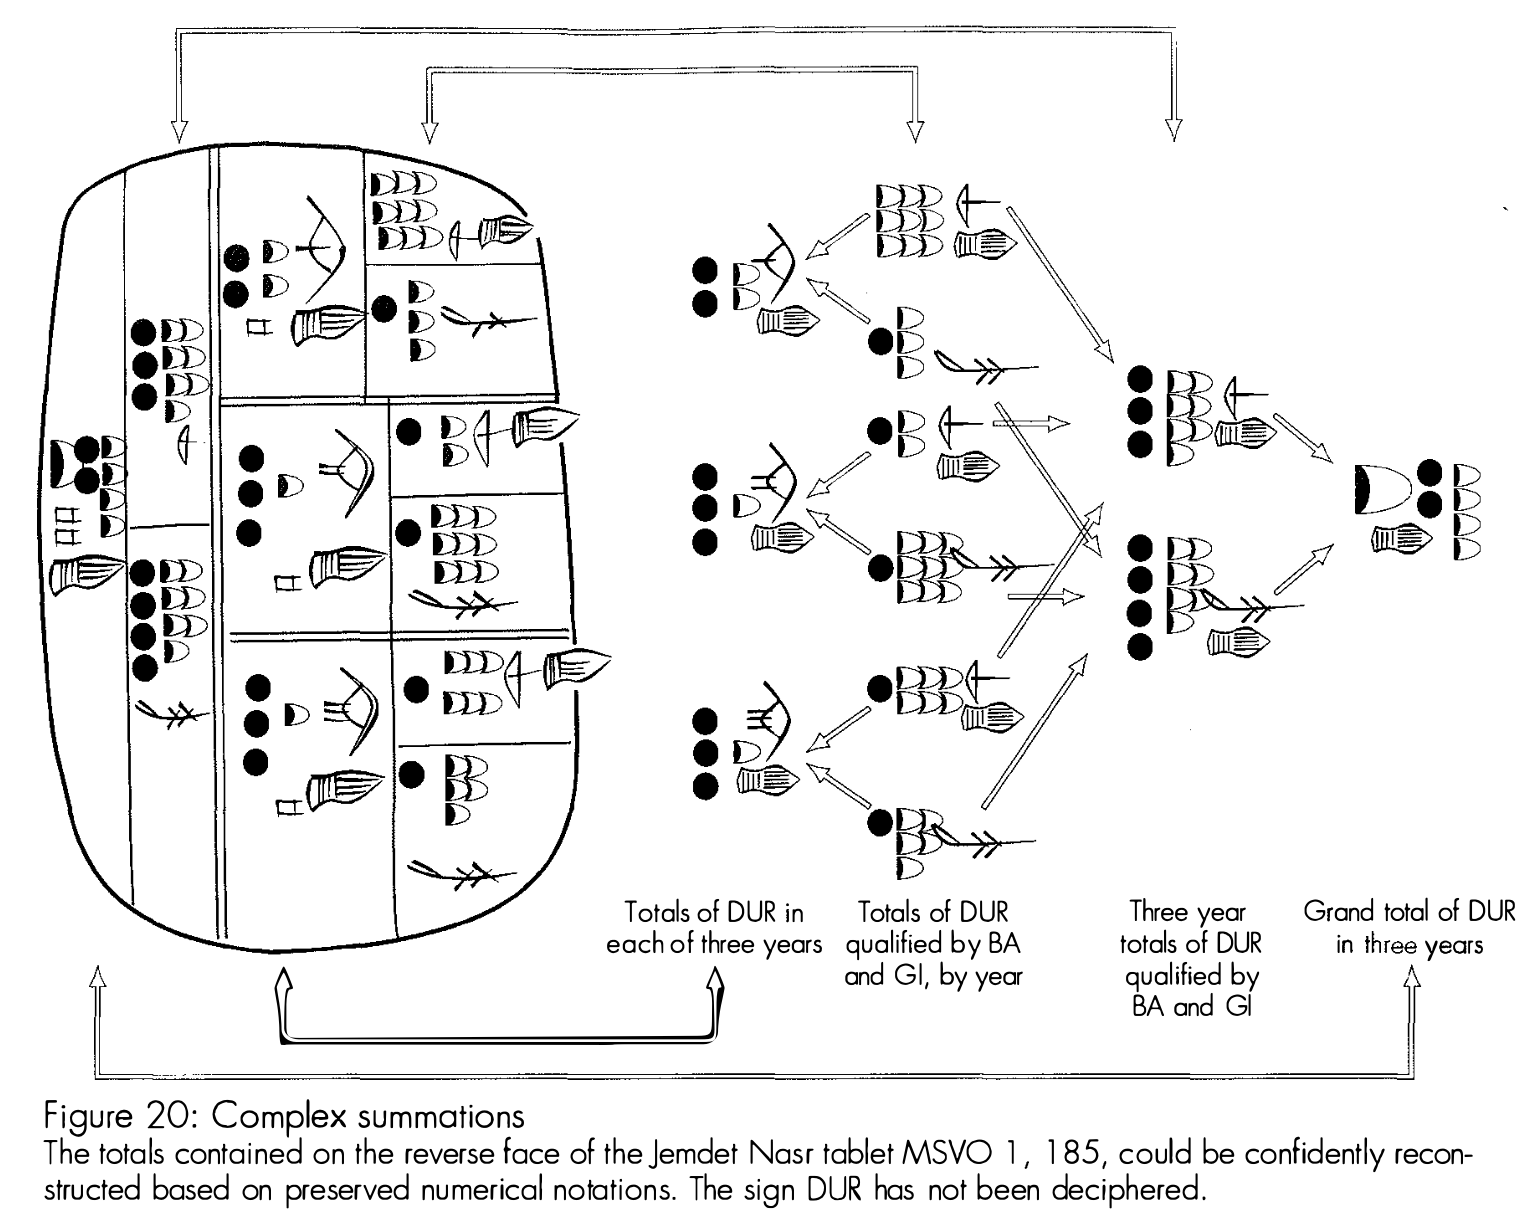 Totals of DUR in
each of three years
Totals of DUR
qualified by BA
and GI, by year
Three year
totals of DUR
qualified by
BA and GI
Grand total of DUR
in three years
Figure 20: Complex summations
The totals contained on the reverse face of the Jemdet Nasr tablet MSVO 1, 185, could be confidently recon-
structed based on preserved numerical notations. The sign DUR has not been deciphered.